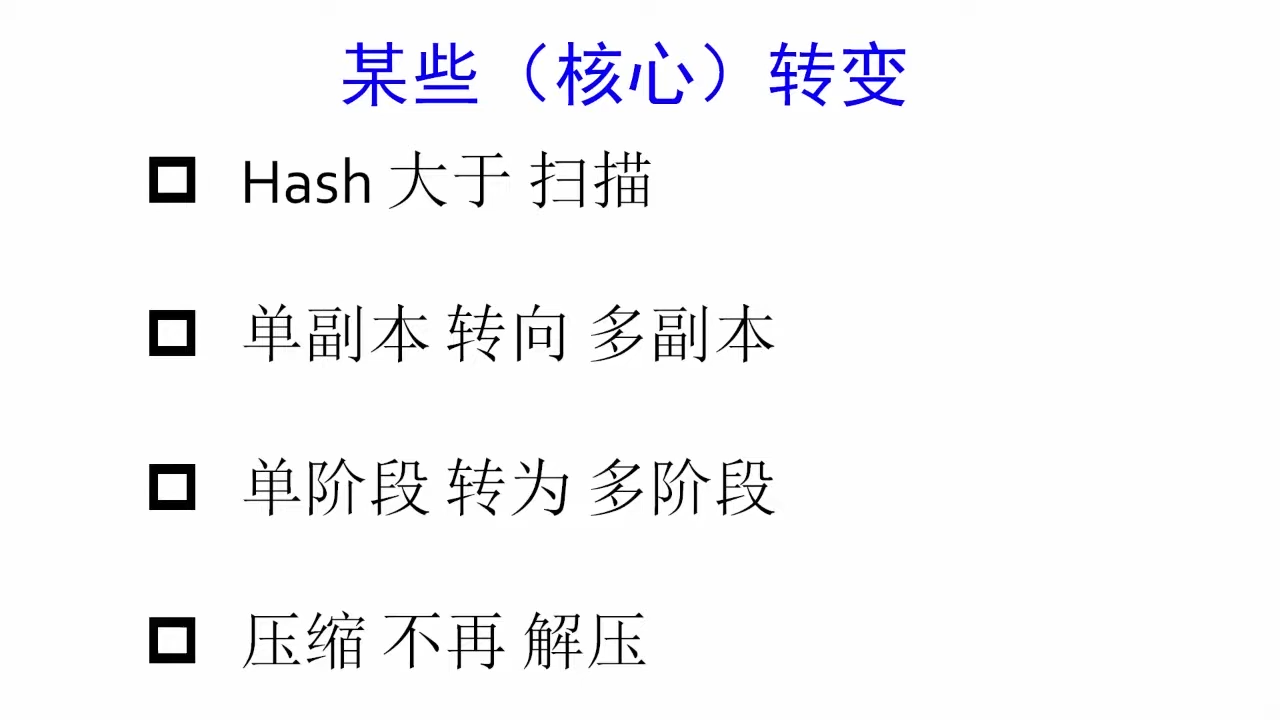 某些（核心）转变
Hash 大于 扫描
单副本 转向 多副本
单阶段 转为 多阶段
压缩 不再 解压